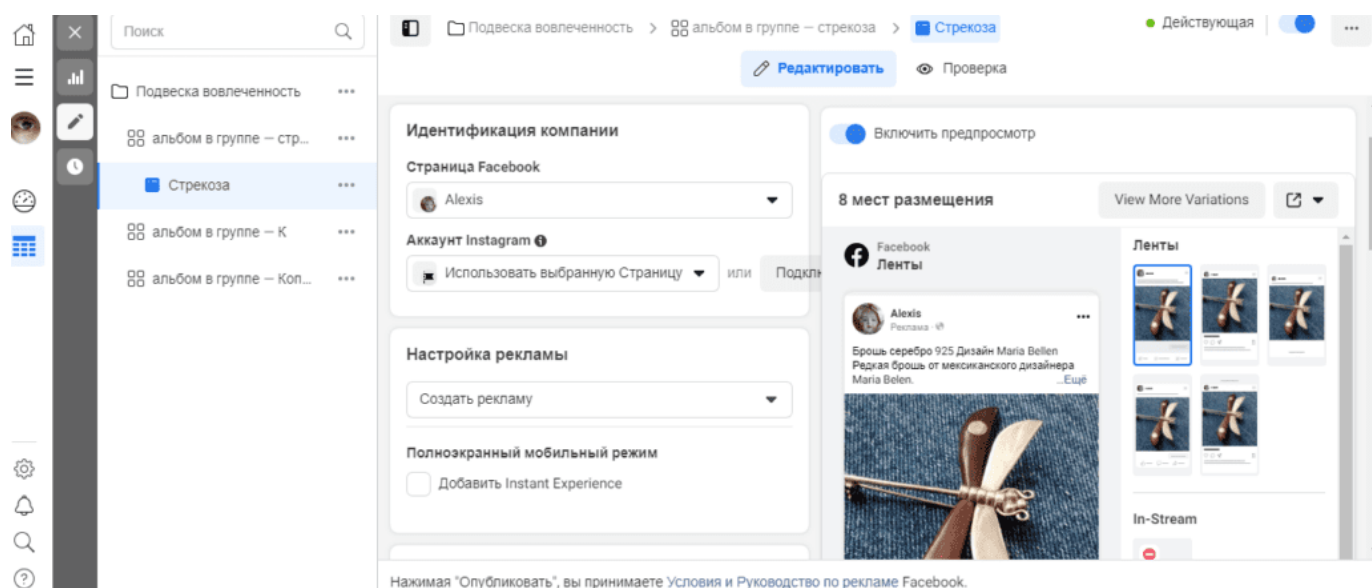 Поиск
Подвеска вовлеченность
альбом в группе – стр...
Стрекоза
альбом в группе – К
альбом в группе – Коп...
Подвеска вовлеченность > альбом в группе – стрекоза > Стрекоза
Действующая
Редактировать
Проверка
Идентификация компании
Страница Facebook
Alexis
Аккаунт Instagram
Использовать выбранную Страницу
или
Подклю
Настройка рекламы
Создать рекламу
Полноэкранный мобильный режим
Добавить Instant Experience
Включить предпросмотр
8 мест размещения
View More Variations
Facebook
Ленты
Alexis
Реклама
Брошь серебро 925 Дизайн Maria Bellen
Редкая брошь от мексиканского дизайнера
Maria Belen.
...Ещё
Ленты
In-Stream
Нажимая "Опубликовать", вы принимаете Условия и Руководство по рекламе Facebook.